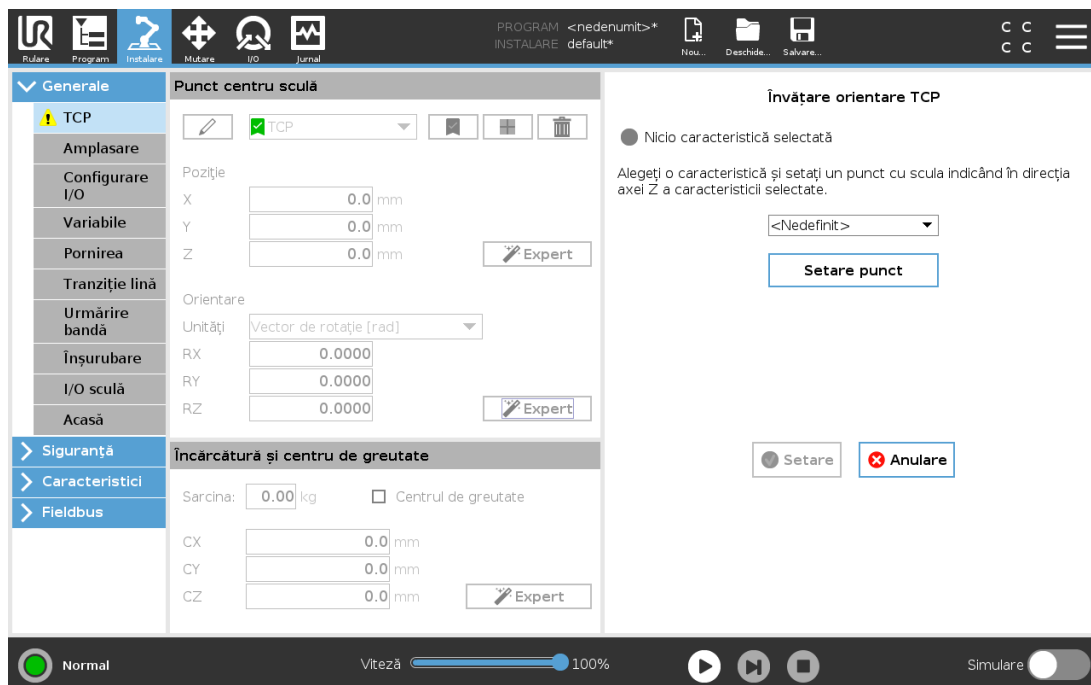 PROGRAM <nedenumit>*
INSTALARE default*
Rulare Program Instalare Mutare I/O Jurnal
Nou... Deschide... Salvare...
C C
C C
Generale
TCP
Amplasare
Configurare
I/O
Variabile
Pornirea
Tranziție lină
Urmărire
bandă
Înșurubare
I/O sculă
Acasă
Siguranță
Caracteristici
Fieldbus
Punct centru sculă
TCP
Poziție
X 0.0 mm
Y 0.0 mm
Z 0.0 mm
Expert
Orientare
Unități Vector de rotație [rad]
RX 0.0000
RY 0.0000
RZ 0.0000
Expert
Încărcătură și centru de greutate
Sarcina: 0.00 kg Centrul de greutate
CX 0.0 mm
CY 0.0 mm
CZ 0.0 mm
Expert
Învățare orientare TCP
Nicio caracteristică selectată
Alegeți o caracteristică și setați un punct cu scula indicând în direcția
axei Z a caracteristicii selectate.
<Nedefinit>
Setare punct
Setare Anulare
Normal
Viteză 100%
Simulare